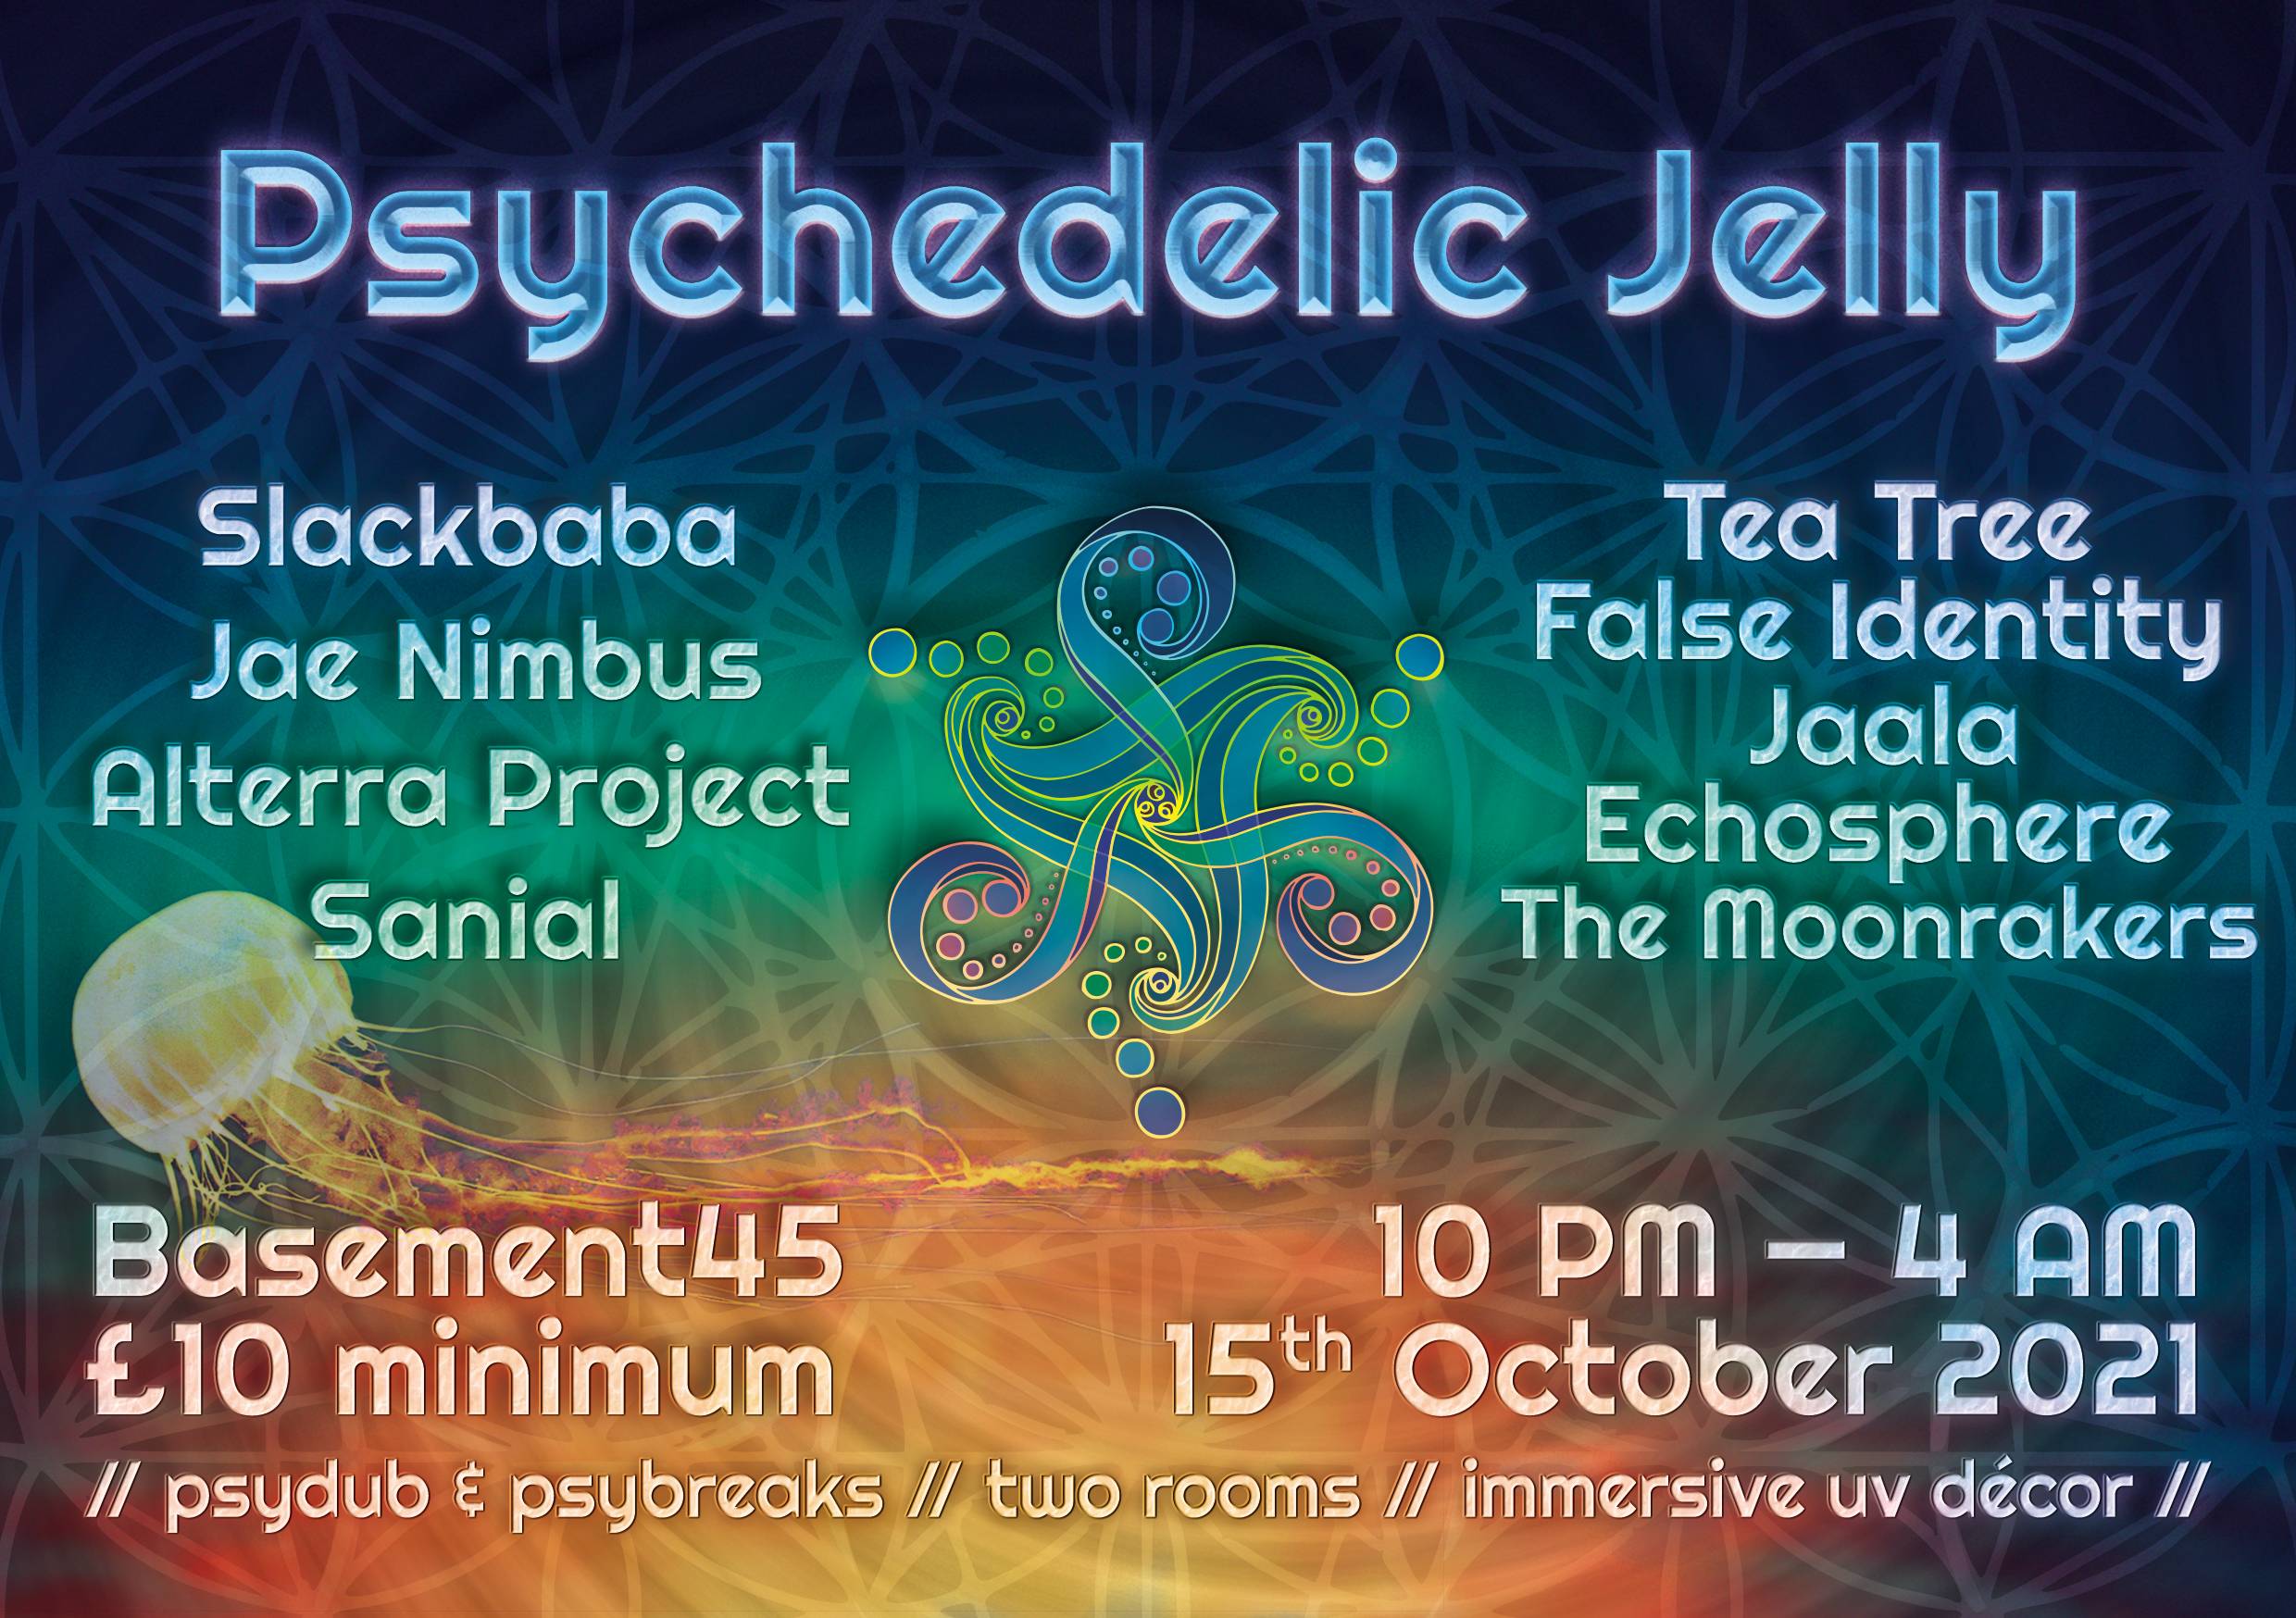 Psychedelic Jelly
Slackbaba
Jae Nimbus
Alterra Project
Sanial
Tea Tree
False Identity
Jaala
Echosphere
The Moonrakers
Basement45
£10 minimum
10 PM – 4 AM
15th October 2021
// psydub & psybreaks // two rooms // immersive uv décor //